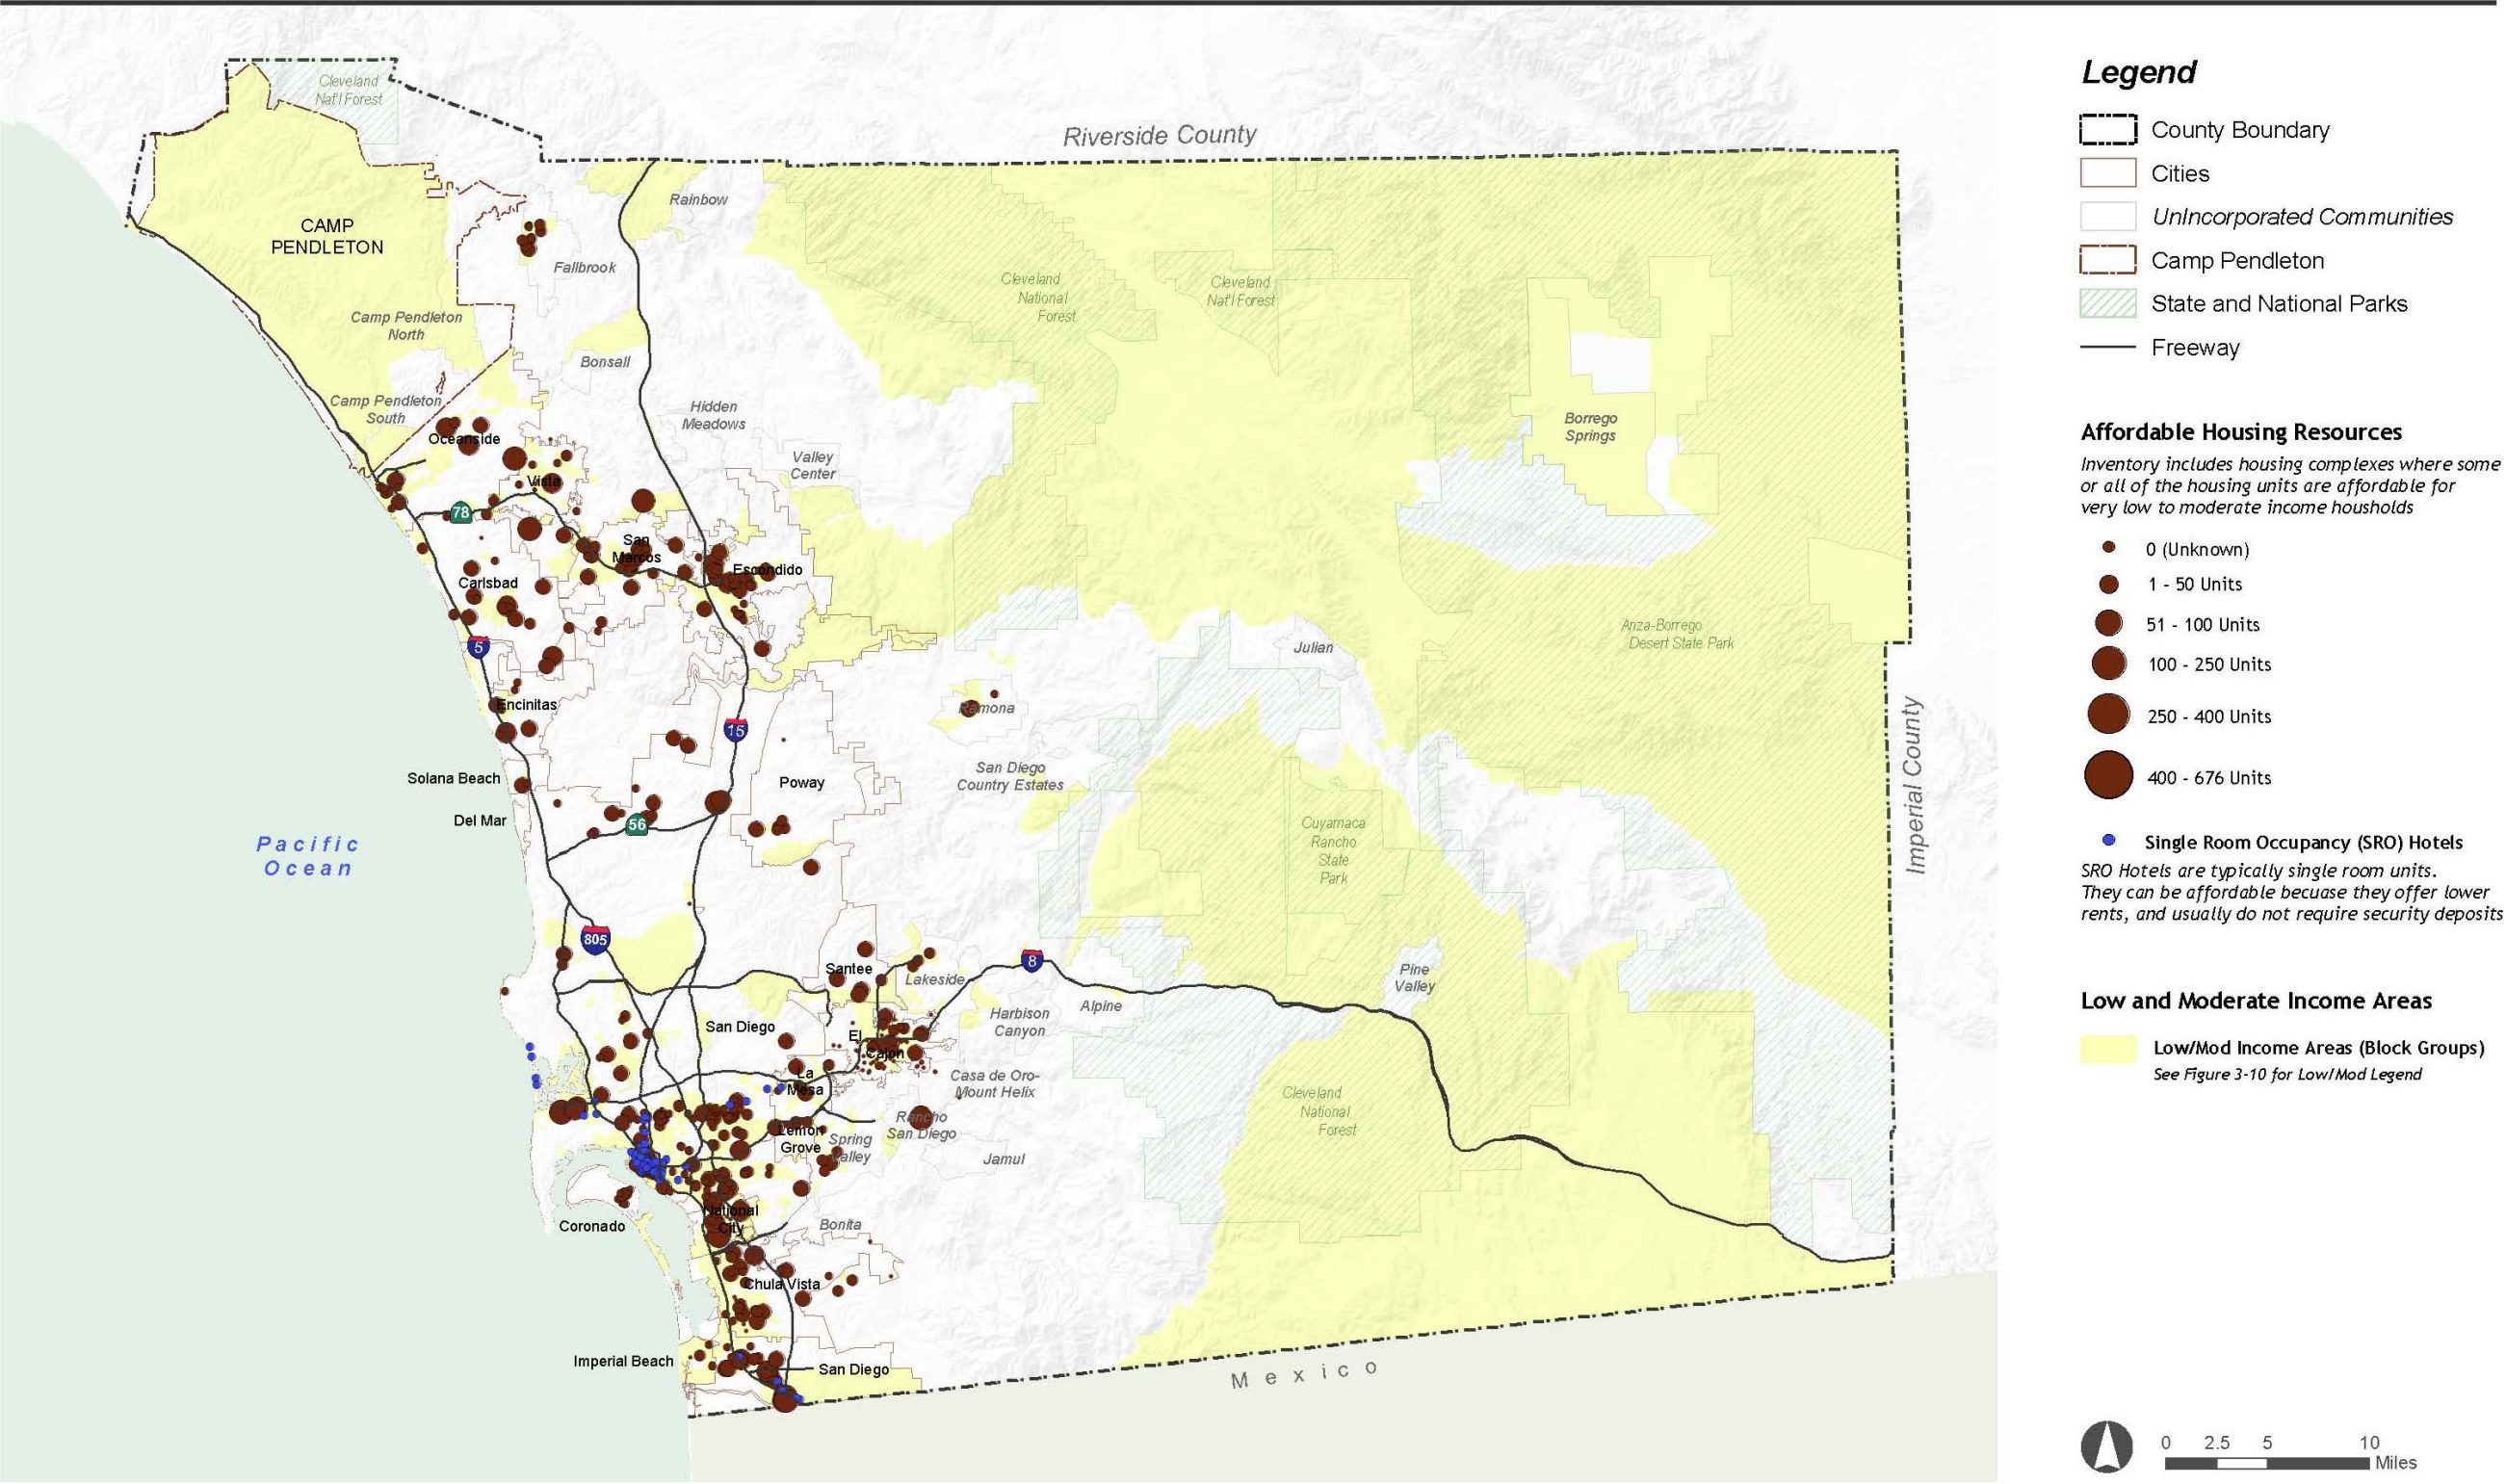 Cleveland
Nat'l Forest
Riverside County
CAMP
PENDLETON
Rainbow
Fallbrook
Camp Pendleton
North
Bonsall
Camp Pendleton
South
Hidden
Meadows
Valley
Center
Cleveland
National
Forest
Cleveland
Nat'l Forest
Borrego
Springs
Oceanside
Vista
78
San
Marcos
Escondido
Carlsbad
5
Encinitas
15
Ramona
Julian
Anza-Borrego
Desert State Park
Solana Beach
Del Mar
Poway
San Diego
Country Estates
56
Pacific
Ocean
Cuyamaca
Rancho
State
Park
Imperial County
805
Santee
Lakeside
8
Pine
Valley
Alpine
Harbison
Canyon
San Diego
El
Cajon
La
Mesa
Casa de Oro-
Mount Helix
Rancho
San Diego
Lemon
Grove
Spring
Valley
Jamul
Cleveland
National
Forest
National
City
Coronado
Bonita
Chula Vista
Imperial Beach
San Diego
Mexico
Legend
County Boundary
Cities
UnIncorporated Communities
Camp Pendleton
State and National Parks
Freeway
Affordable Housing Resources
Inventory includes housing complexes where some
or all of the housing units are affordable for
very low to moderate income housholds
0 (Unknown)
1 - 50 Units
51 - 100 Units
100 - 250 Units
250 - 400 Units
400 - 676 Units
Single Room Occupancy (SRO) Hotels
SRO Hotels are typically single room units.
They can be affordable becuase they offer lower
rents, and usually do not require security deposits
Low and Moderate Income Areas
Low/Mod Income Areas (Block Groups)
See Figure 3-10 for Low/Mod Legend
0 2.5 5 10
Miles